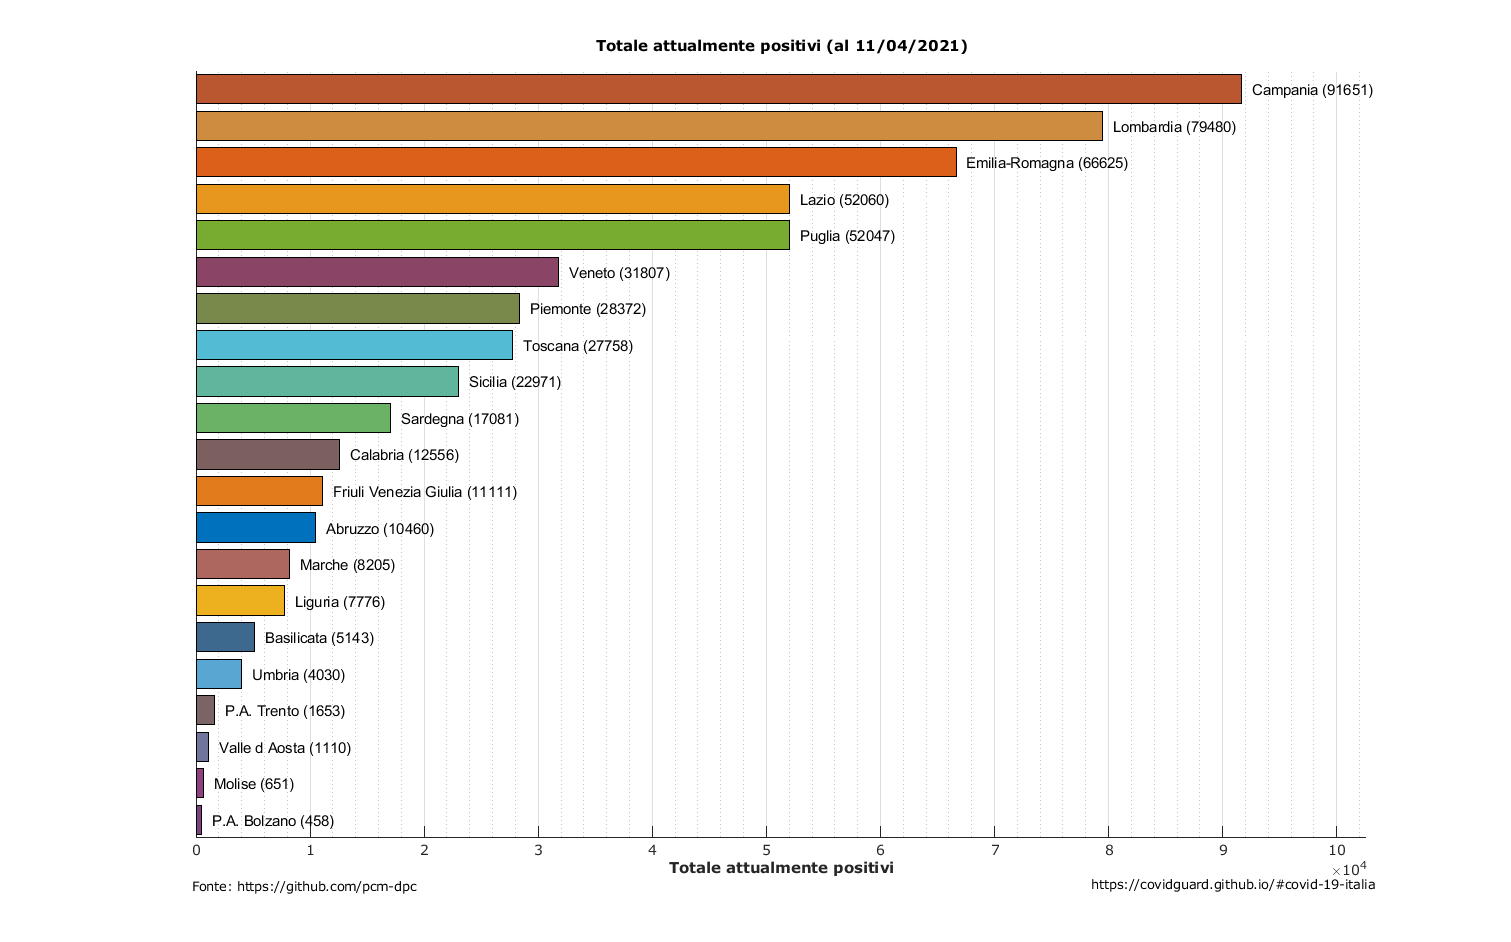 Totale attualmente positivi (al 11/04/2021)
Campania (91651)
Lombardia (79480)
Emilia-Romagna (66625)
Lazio (52060)
Puglia (52047)
Veneto (31807)
Piemonte (28372)
Toscana (27758)
Sicilia (22971)
Sardegna (17081)
Calabria (12556)
Friuli Venezia Giulia (11111)
Abruzzo (10460)
Marche (8205)
Liguria (7776)
Basilicata (5143)
Umbria (4030)
P.A. Trento (1653)
Valle d Aosta (1110)
Molise (651)
P.A. Bolzano (458)
0 1 2 3 4 5 6 7 8 9 10
×10⁴
Totale attualmente positivi
Fonte: https://github.com/pcm-dpc
https://covidguard.github.io/#covid-19-italia